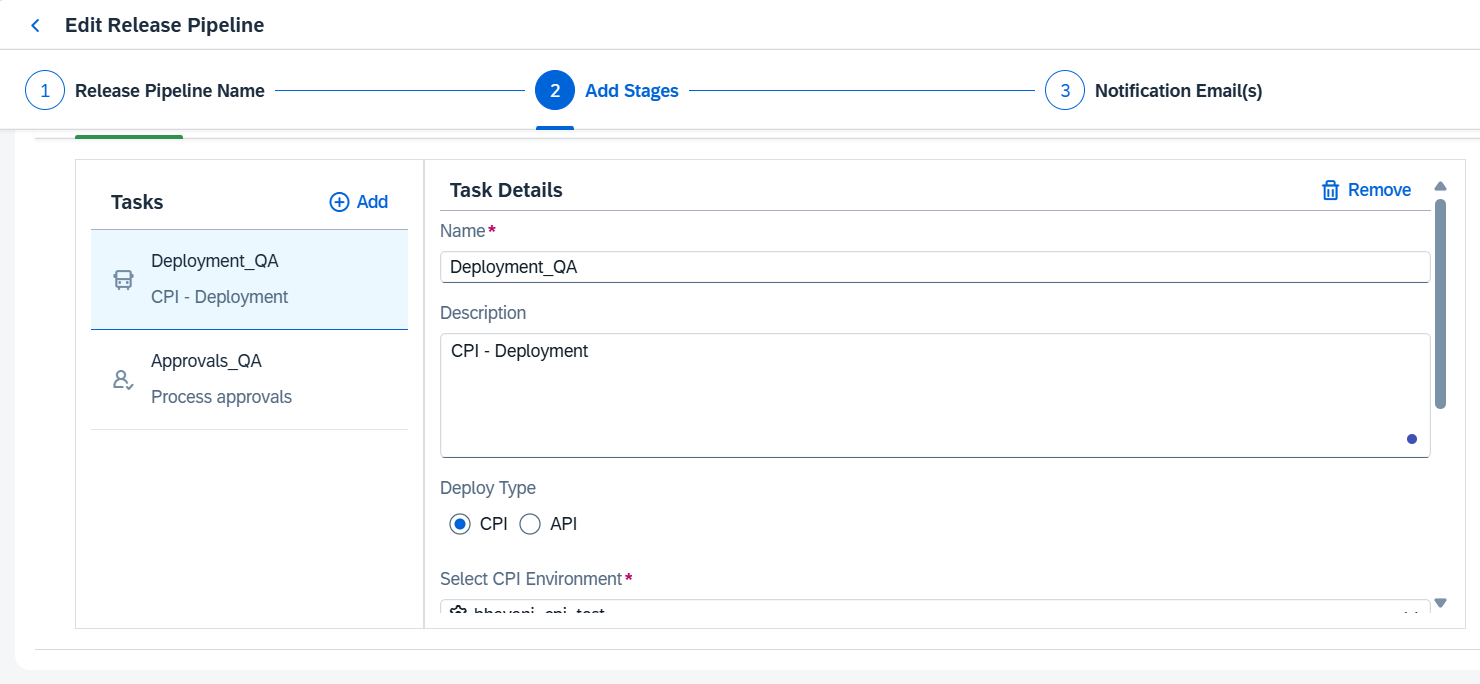 Edit Release Pipeline
1 Release Pipeline Name 2 Add Stages 3 Notification Email(s)
Tasks
Add
Deployment_QA
CPI - Deployment
Approvals_QA
Process approvals
Task Details
Remove
Name*
Deployment_QA
Description
CPI - Deployment
Deploy Type
CPI API
Select CPI Environment*